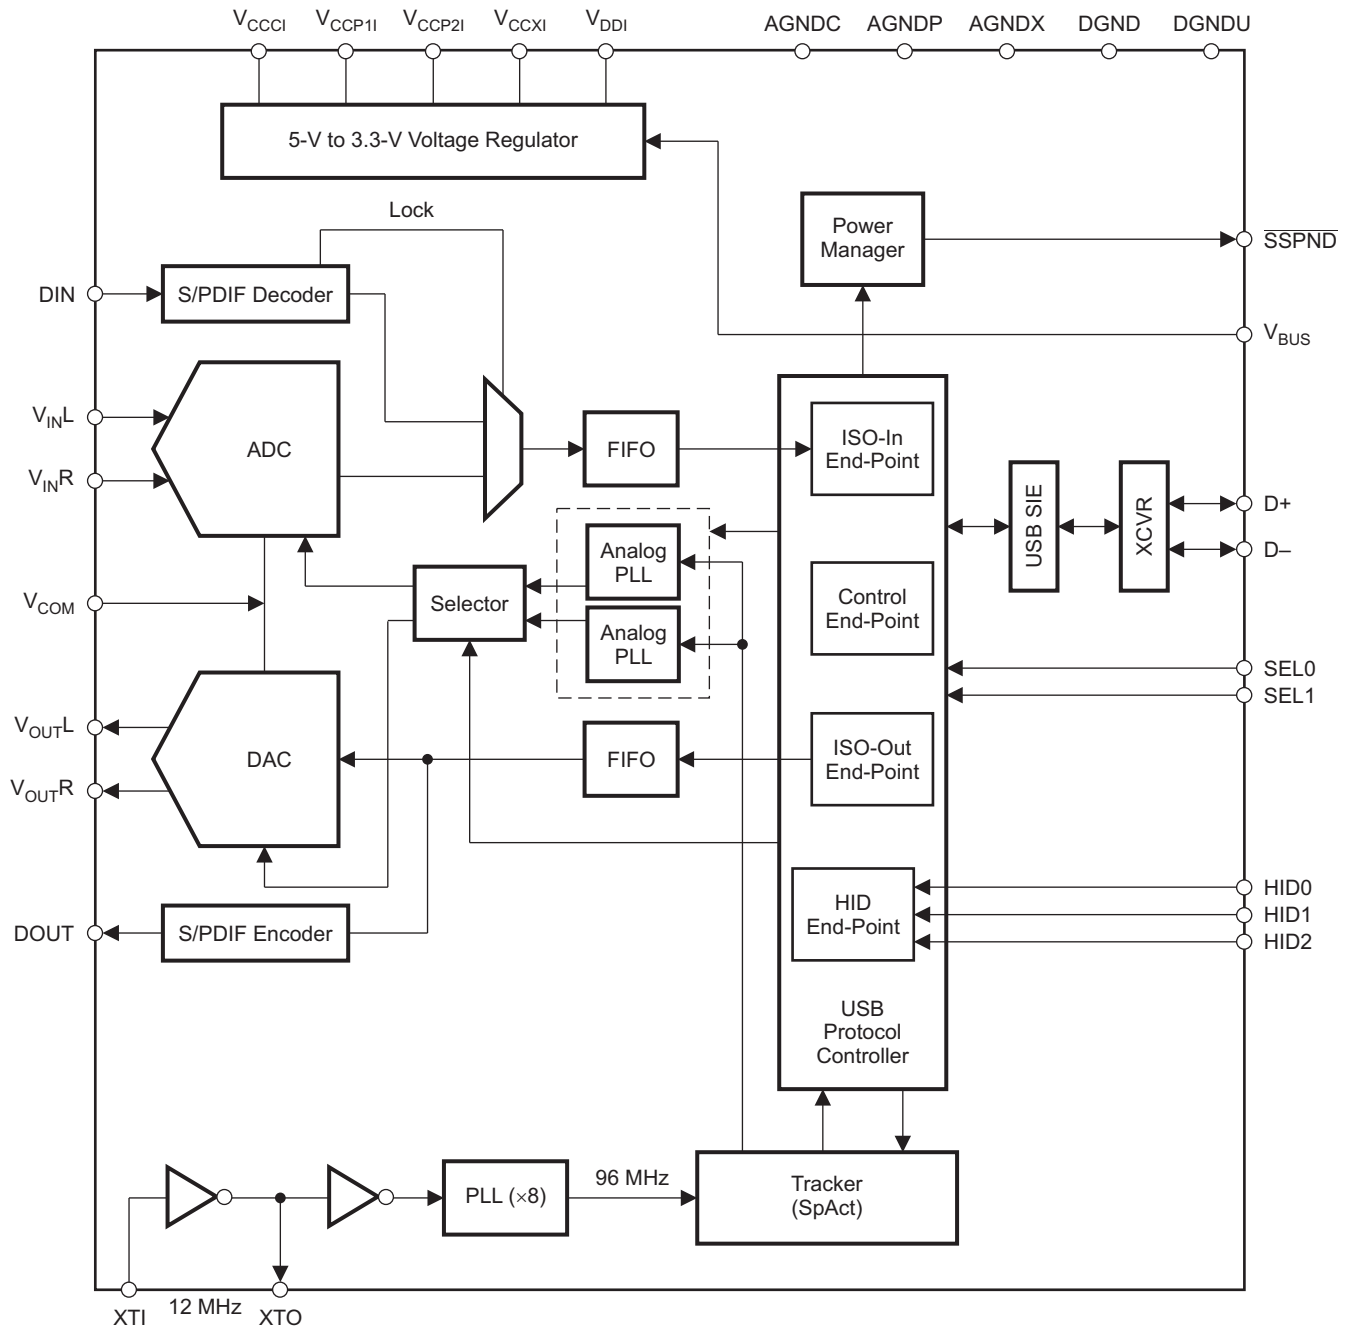 VCCCI VCCP1I VCCP2I VCCXI VDDI AGNDC AGNDP AGNDX DGND DGNDU
5-V to 3.3-V Voltage Regulator
Lock
Power
Manager
SSPND
DIN
S/PDIF Decoder
VBUS
VINL
ADC
FIFO
ISO-In
End-Point
VINR
USB SIE
XCVR
D+
D–
Analog
PLL
Selector
VCOM
Analog
PLL
Control
End-Point
SEL0
SEL1
VOUTL
DAC
FIFO
ISO-Out
End-Point
VOUTR
HID
End-Point
HID0
HID1
HID2
DOUT
S/PDIF Encoder
USB
Protocol
Controller
PLL (×8)
96 MHz
Tracker
(SpAct)
XTI
12 MHz
XTO